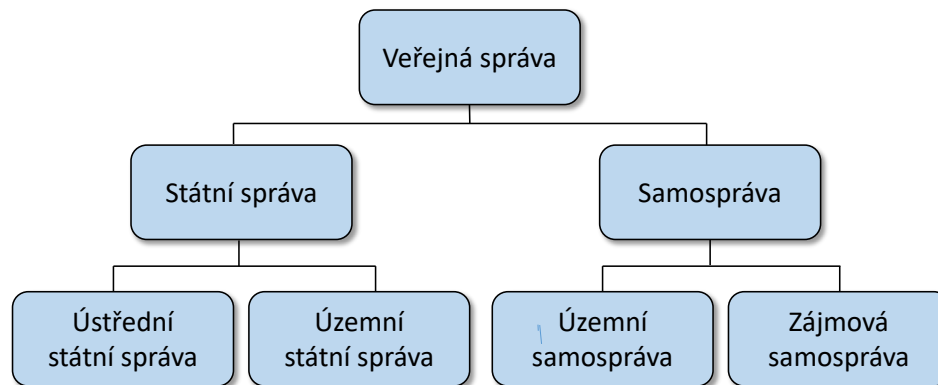 Veřejná správa
Státní správa
Samospráva
Ústřední
státní správa
Územní
státní správa
Územní
samospráva
Zájmová
samospráva